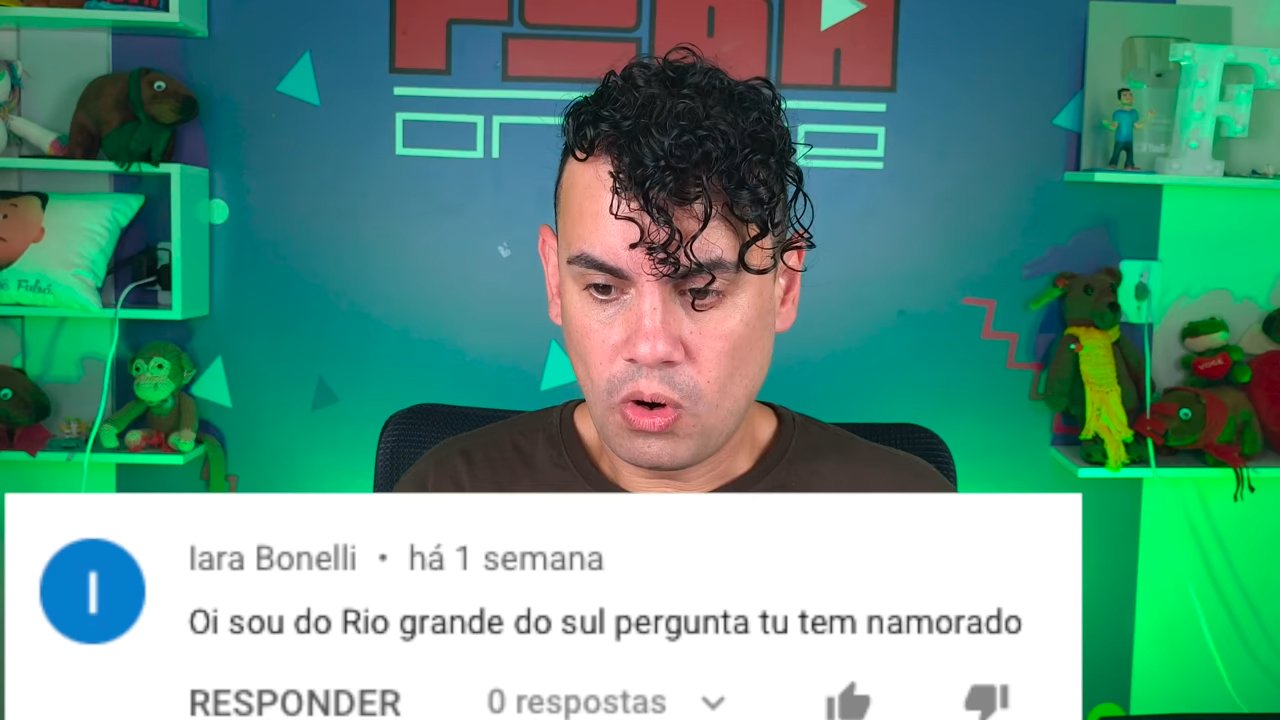 F
Iara Bonelli • há 1 semana
Oi sou do Rio grande do sul pergunta tu tem namorado
RESPONDER 0 respostas